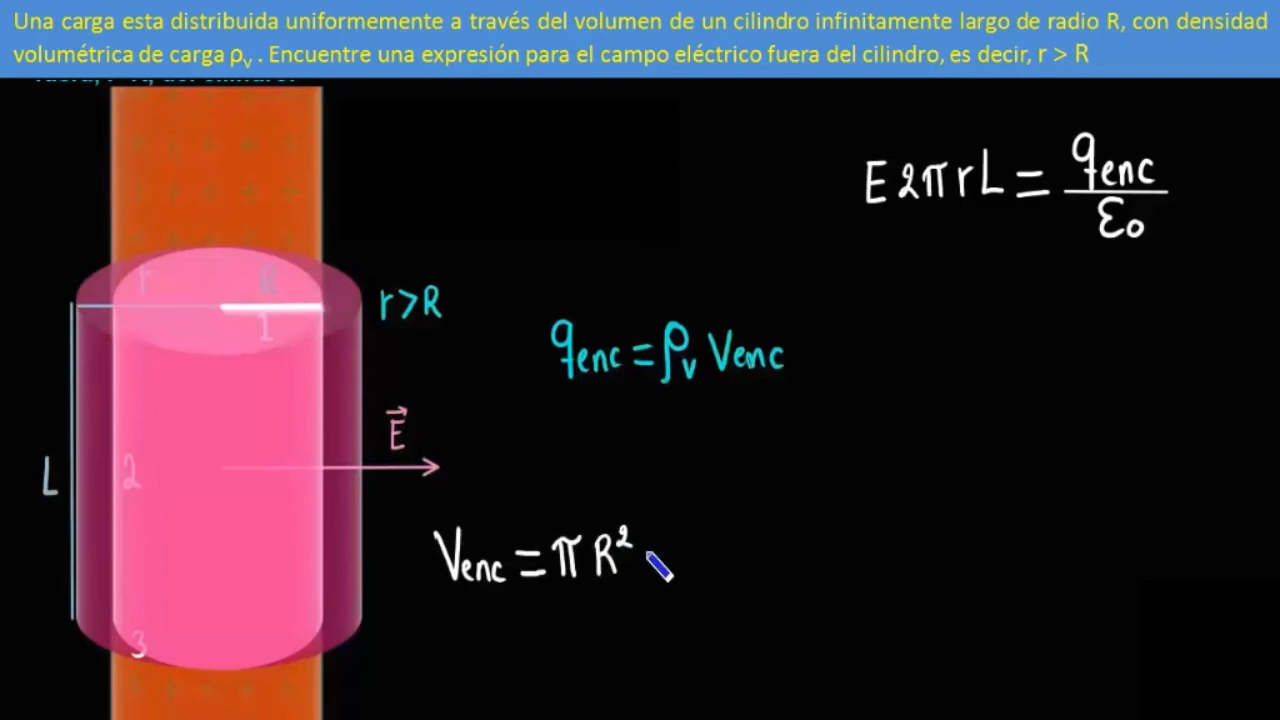 Una carga esta distribuida uniformemente a través del volumen de un cilindro infinitamente largo de radio R, con densidad
volumétrica de carga ρᵥ . Encuentre una expresión para el campo eléctrico fuera del cilindro, es decir, r > R
E 2πrL = qenc / ε₀
r R
r>R
1
qenc = ρᵥ Venc
E⃗
L
2
Venc = π R²
3